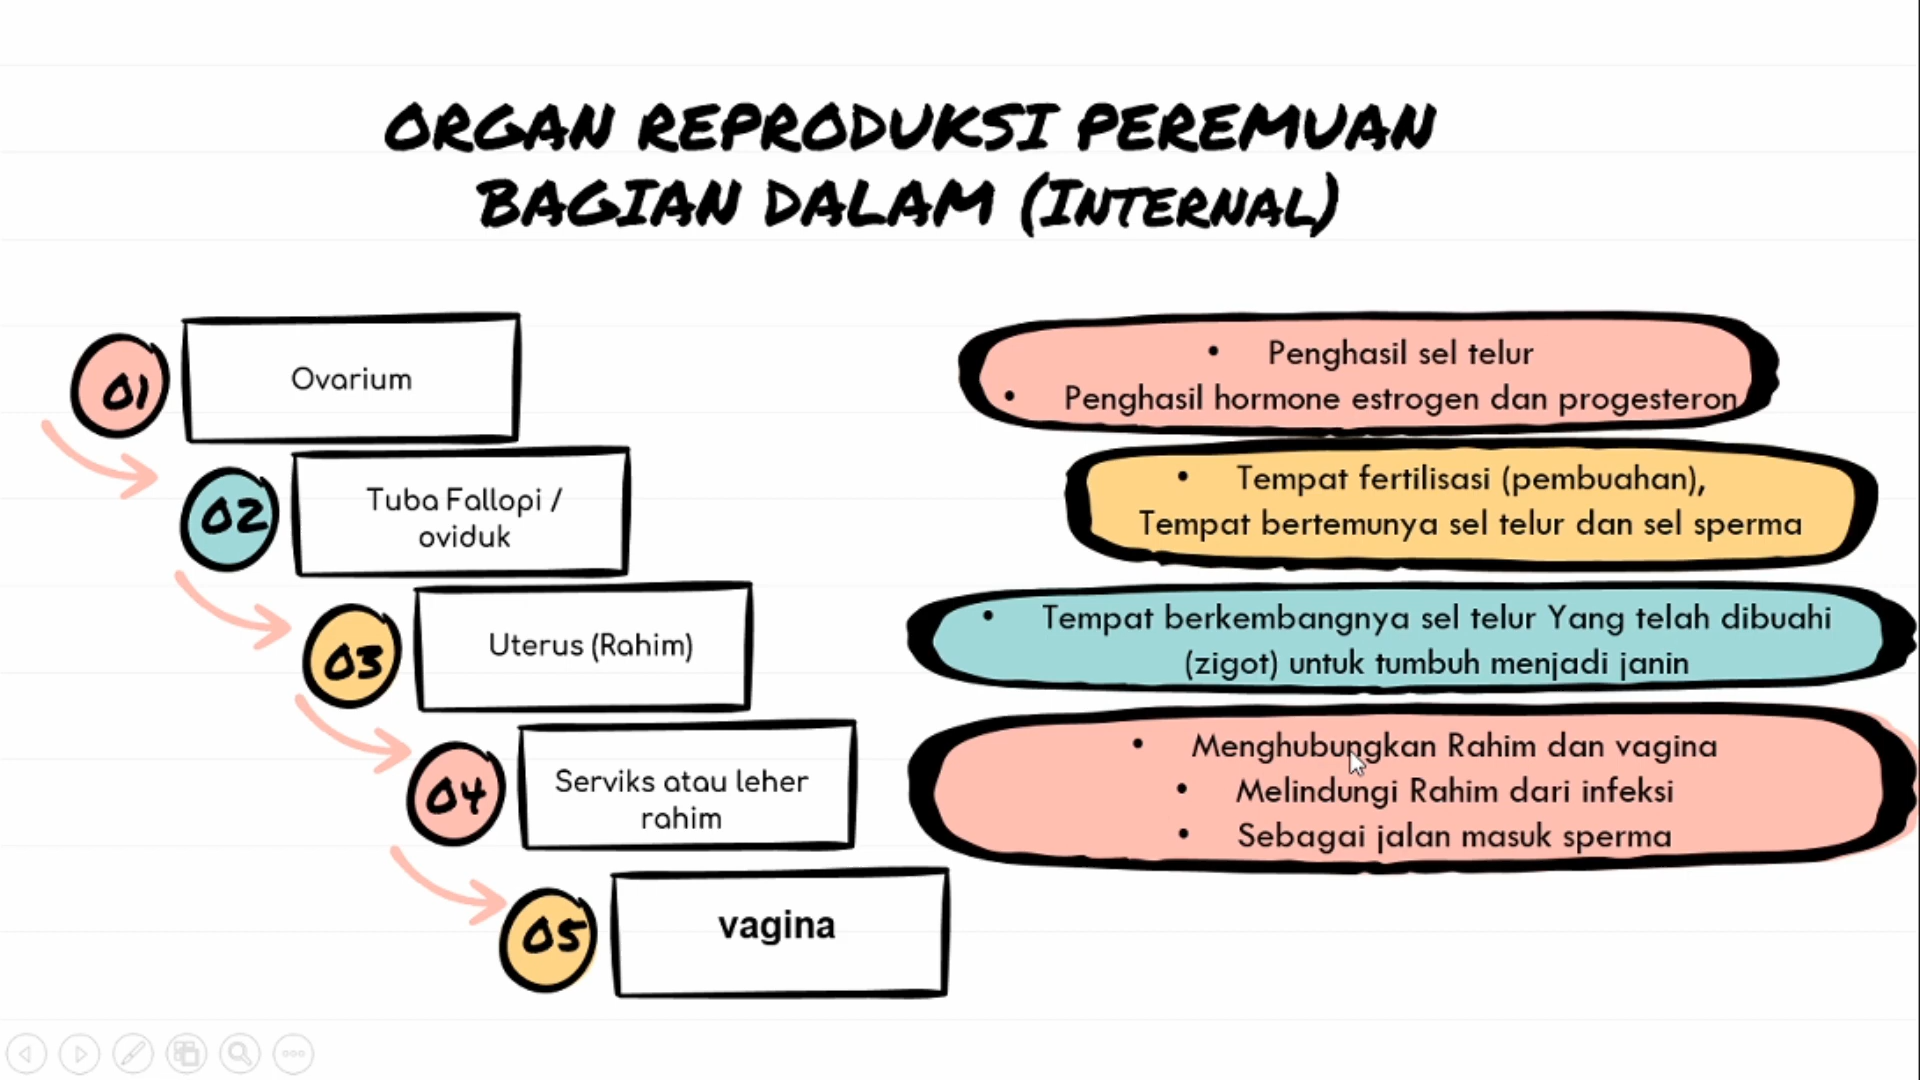 ORGAN REPRODUKSI PEREMUAN
BAGIAN DALAM (INTERNAL)
01
Ovarium
• Penghasil sel telur
• Penghasil hormone estrogen dan progesteron
02
Tuba Fallopi /
oviduk
• Tempat fertilisasi (pembuahan),
Tempat bertemunya sel telur dan sel sperma
03
Uterus (Rahim)
• Tempat berkembangnya sel telur Yang telah dibuahi
(zigot) untuk tumbuh menjadi janin
04
Serviks atau leher
rahim
• Menghubungkan Rahim dan vagina
• Melindungi Rahim dari infeksi
• Sebagai jalan masuk sperma
05
vagina